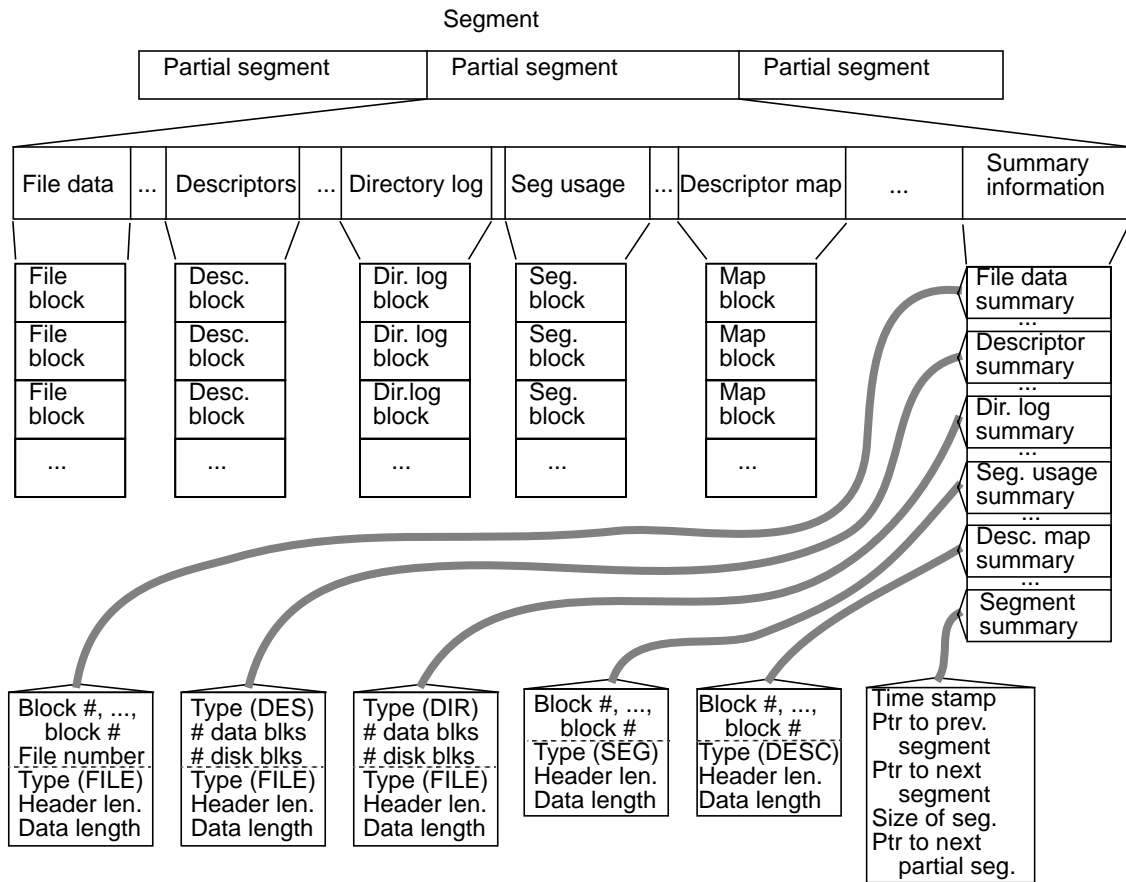 Segment
Partial segment
Partial segment
Partial segment
File data
...
Descriptors
...
Directory log
Seg usage
...
Descriptor map
...
Summary
information
File
block
File
block
File
block
...
Desc.
block
Desc.
block
Desc.
block
...
Dir. log
block
Dir. log
block
Dir.log
block
...
Seg.
block
Seg.
block
Seg.
block
...
Map
block
Map
block
Map
block
...
File data
summary
...
Descriptor
summary
...
Dir. log
summary
...
Seg. usage
summary
...
Desc. map
summary
...
Segment
summary
Block #, ...,
block #
File number
Type (FILE)
Header len.
Data length
Type (DES)
# data blks
# disk blks
Type (FILE)
Header len.
Data length
Type (DIR)
# data blks
# disk blks
Type (FILE)
Header len.
Data length
Block #, ...,
block #
Type (SEG)
Header len.
Data length
Block #, ...,
block #
Type (DESC)
Header len.
Data length
Time stamp
Ptr to prev.
segment
Ptr to next
segment
Size of seg.
Ptr to next
partial seg.